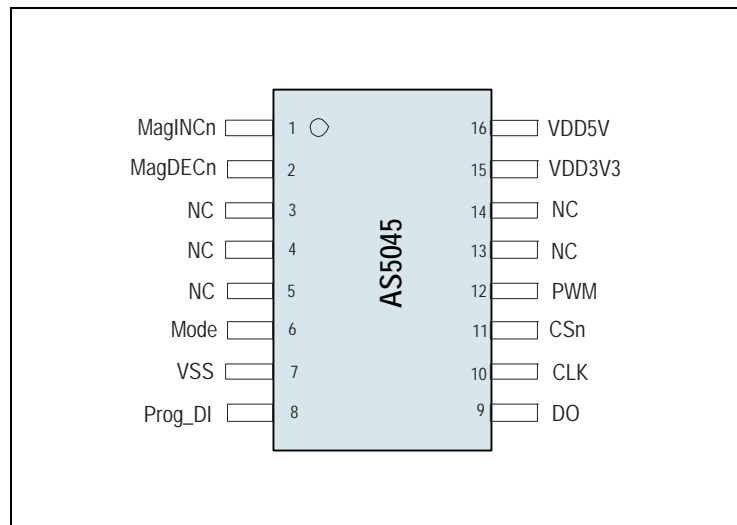 MagINCn 1 16 VDD5V
MagDECn 2 15 VDD3V3
NC 3 14 NC
NC 4 13 NC
NC 5 12 PWM
Mode 6 11 CSn
VSS 7 10 CLK
Prog_DI 8 9 DO
AS5045